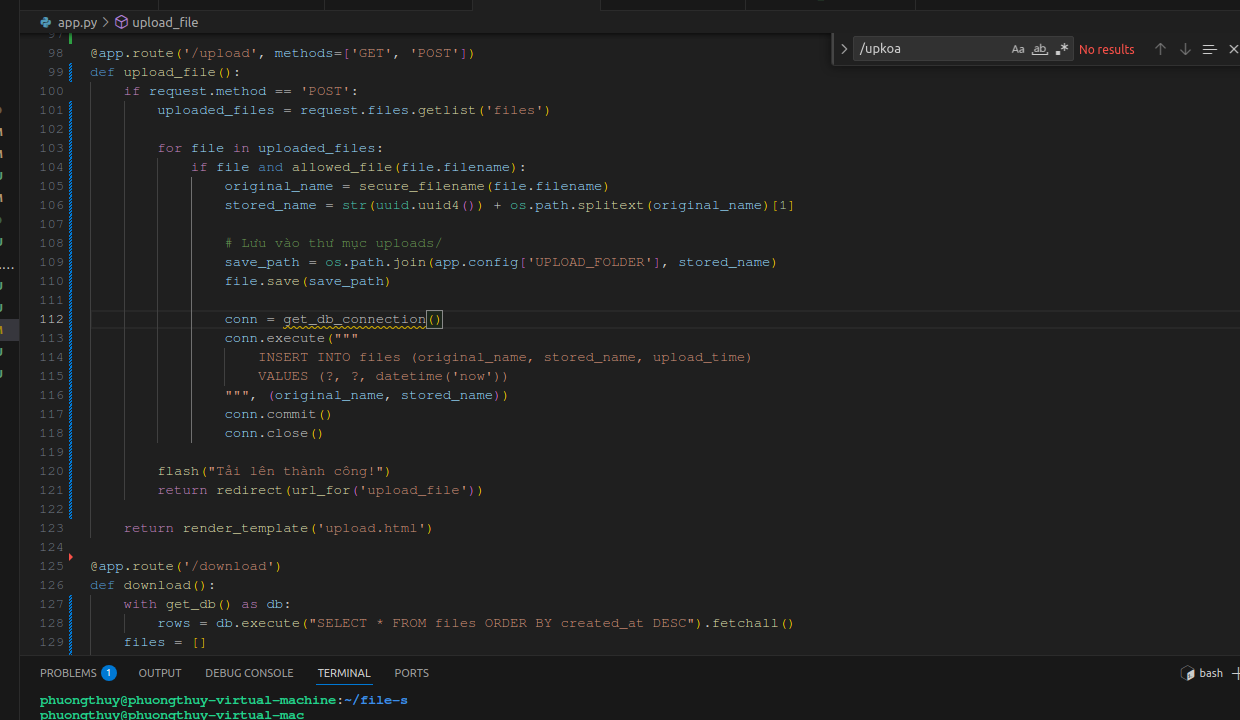 app.py > upload_file
/upkoa
Aa
ab
No results
97
98 @app.route('/upload', methods=['GET', 'POST'])
99 def upload_file():
100 if request.method == 'POST':
101 uploaded_files = request.files.getlist('files')
102
103 for file in uploaded_files:
104 if file and allowed_file(file.filename):
105 original_name = secure_filename(file.filename)
106 stored_name = str(uuid.uuid4()) + os.path.splitext(original_name)[1]
107
108 # Lưu vào thư mục uploads/
109 save_path = os.path.join(app.config['UPLOAD_FOLDER'], stored_name)
110 file.save(save_path)
111
112 conn = get_db_connection()
113 conn.execute("""
114 INSERT INTO files (original_name, stored_name, upload_time)
115 VALUES (?, ?, datetime('now'))
116 """, (original_name, stored_name))
117 conn.commit()
118 conn.close()
119
120 flash("Tải lên thành công!")
121 return redirect(url_for('upload_file'))
122
123 return render_template('upload.html')
124
125 @app.route('/download')
126 def download():
127 with get_db() as db:
128 rows = db.execute("SELECT * FROM files ORDER BY created_at DESC").fetchall()
129 files = []
PROBLEMS 1 OUTPUT DEBUG CONSOLE TERMINAL PORTS
bash
phuongthuy@phuongthuy-virtual-machine:~/file-s
phuongthuy@phuongthuy-virtual-mac